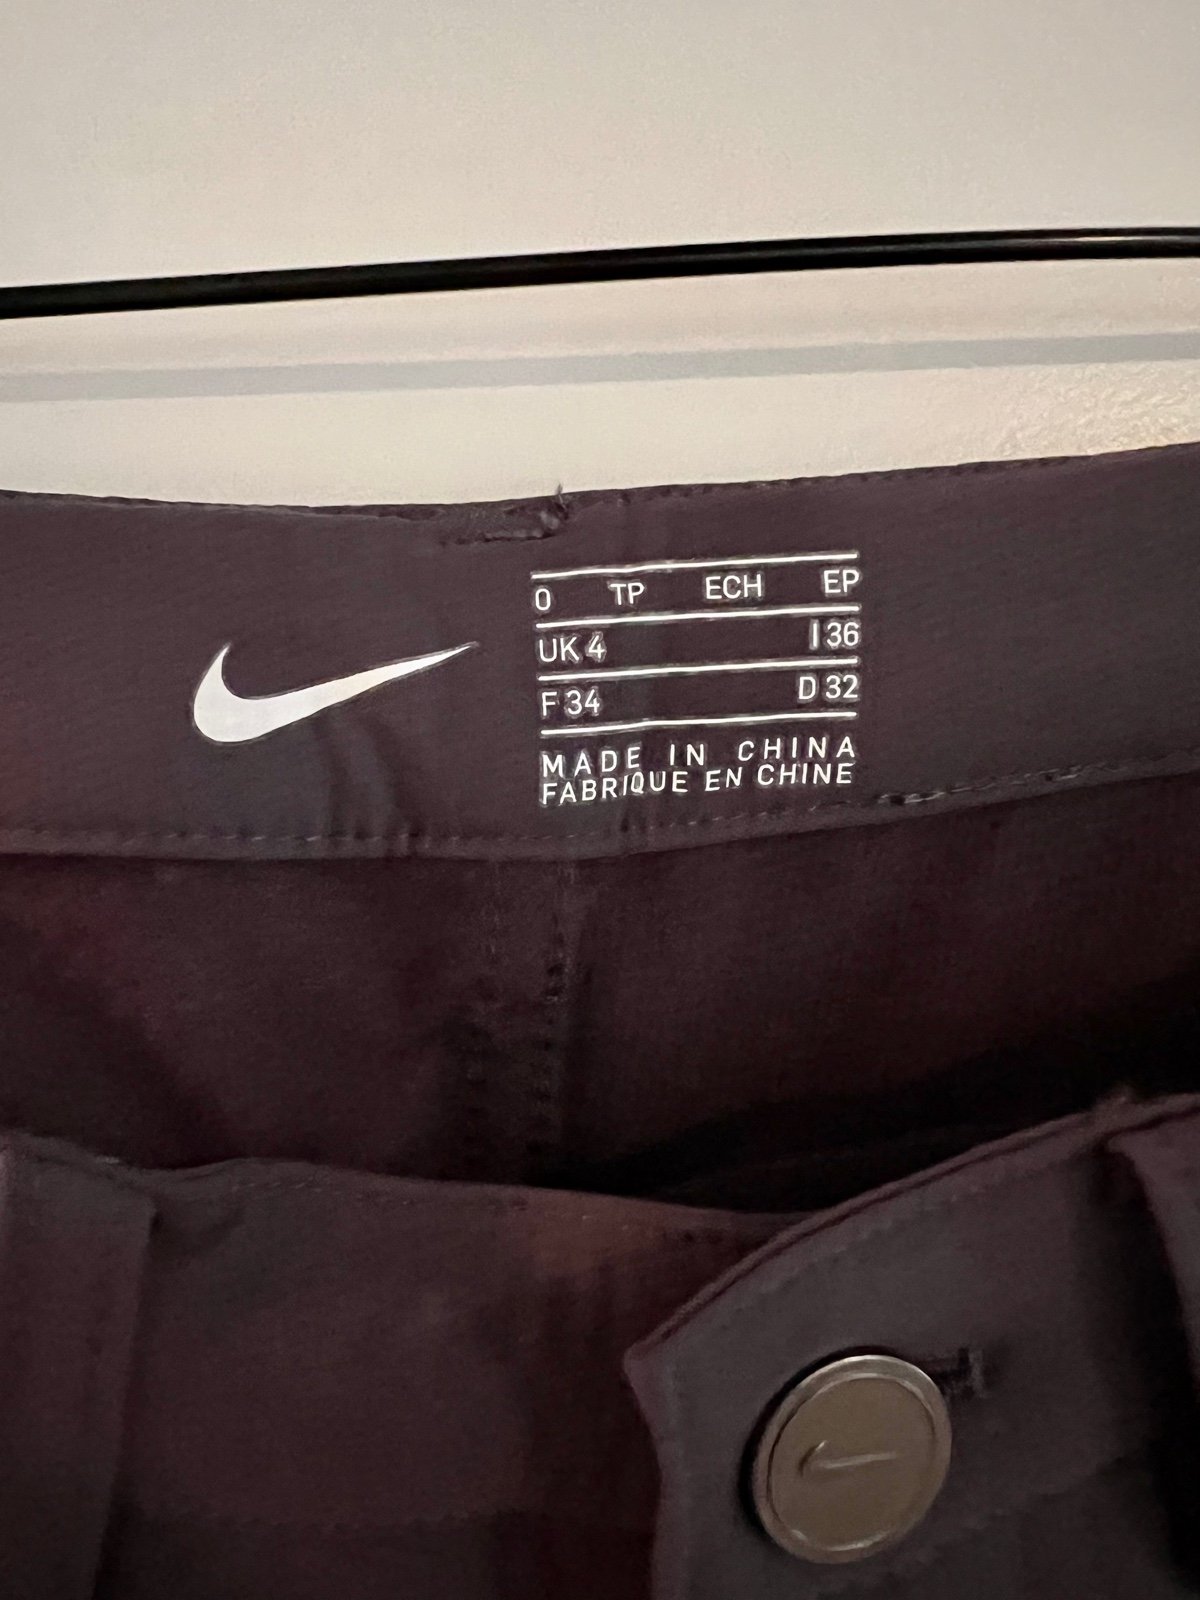 0 TP ECH EP
UK 4 I 36
F 34 D 32
MADE IN CHINA
FABRIQUE EN CHINE